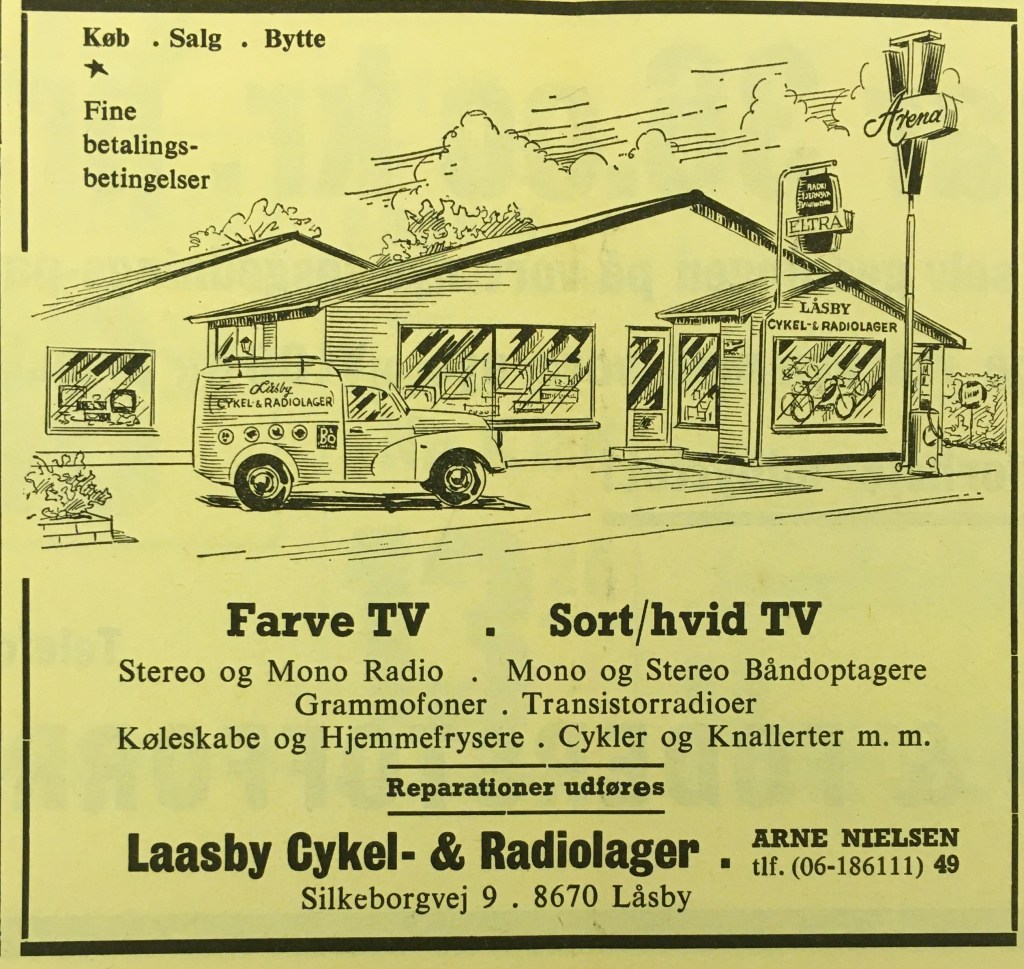 Køb . Salg . Bytte
Fine
betalings-
betingelser
Arena
RADIO
FJERNSYN
ELTRA
LÅSBY
CYKEL- & RADIOLAGER
Låsby
CYKEL- & RADIOLAGER
B&O
Farve TV . Sort/hvid TV
Stereo og Mono Radio . Mono og Stereo Båndoptagere
Grammofoner . Transistorradioer
Køleskabe og Hjemmefrysere . Cykler og Knallerter m. m.
Reparationer udføres
Laasby Cykel- & Radiolager . ARNE NIELSEN
tlf. (06-186111) 49
Silkeborgvej 9 . 8670 Låsby